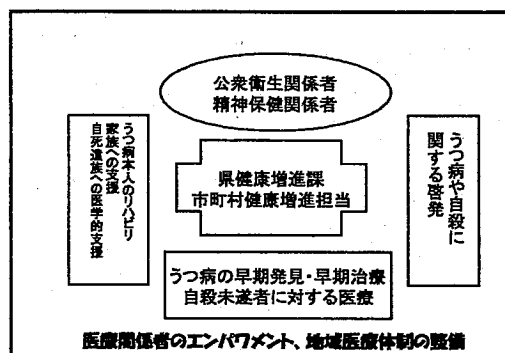 公衆衛生関係者
精神保健関係者
うつ病本人のリハビリ
家族への支援
自死遺族への医学的支援
県健康増進課
市町村健康増進担当
うつ病や自殺に
関する啓発
うつ病の早期発見・早期治療
自殺未遂者に対する医療
医療関係者のエンパワメント、地域医療体制の整備